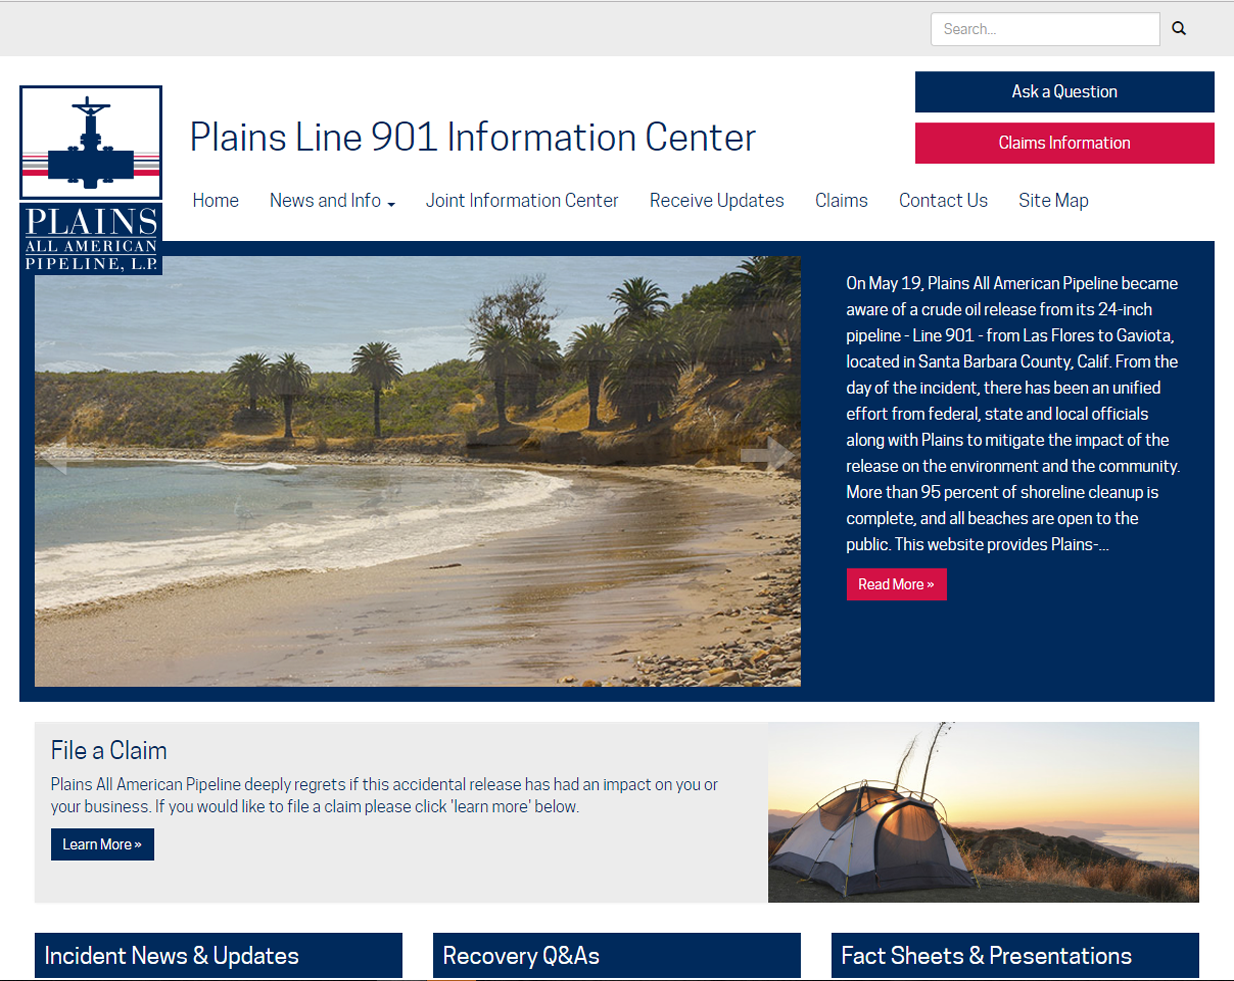 Search...
Ask a Question
Claims Information
PLAINS
ALL AMERICAN
PIPELINE, L.P.
Plains Line 901 Information Center
Home News and Info Joint Information Center Receive Updates Claims Contact Us Site Map
On May 19, Plains All American Pipeline became
aware of a crude oil release from its 24-inch
pipeline - Line 901 - from Las Flores to Gaviota,
located in Santa Barbara County, Calif. From the
day of the incident, there has been an unified
effort from federal, state and local officials
along with Plains to mitigate the impact of the
release on the environment and the community.
More than 95 percent of shoreline cleanup is
complete, and all beaches are open to the
public. This website provides Plains-...
Read More »
File a Claim
Plains All American Pipeline deeply regrets if this accidental release has had an impact on you or
your business. If you would like to file a claim please click 'learn more' below.
Learn More »
Incident News & Updates
Recovery Q&As
Fact Sheets & Presentations